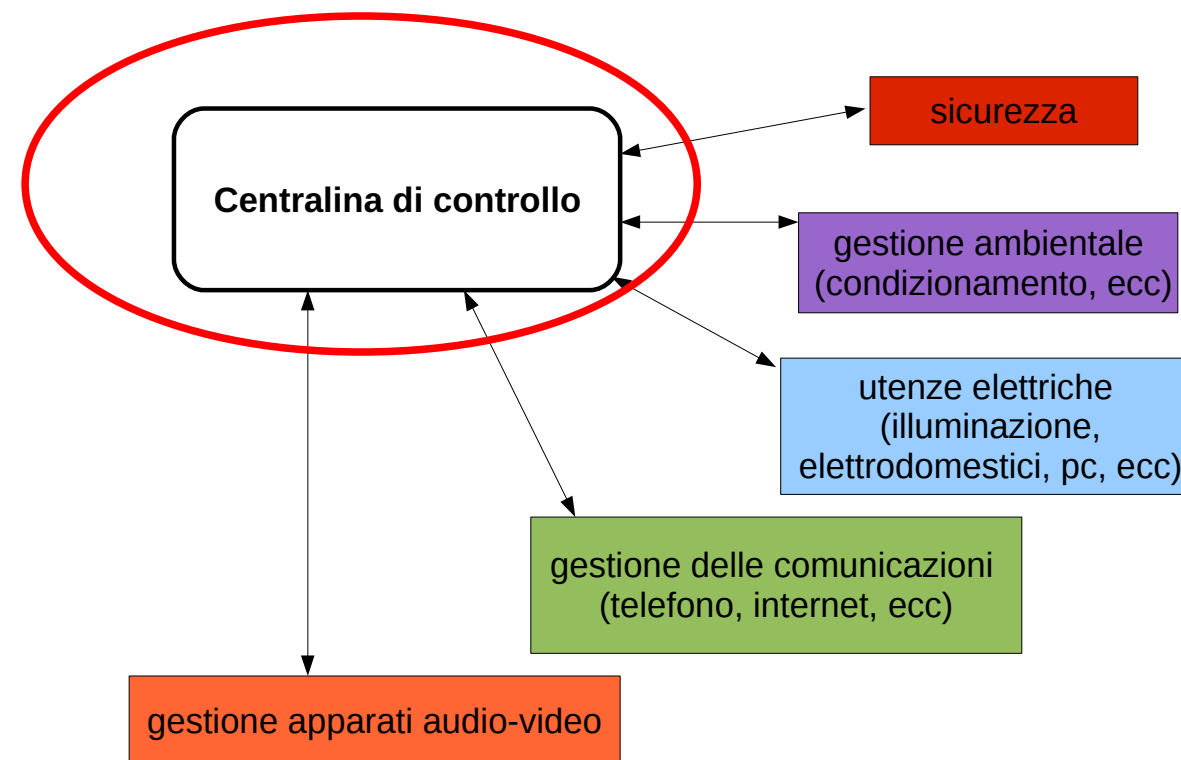 Centralina di controllo
sicurezza
gestione ambientale
(condizionamento, ecc)
utenze elettriche
(illuminazione,
elettrodomestici, pc, ecc)
gestione delle comunicazioni
(telefono, internet, ecc)
gestione apparati audio-video